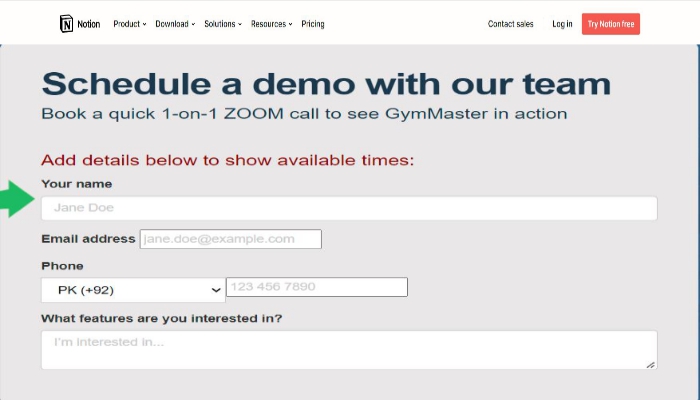 Notion Product Download Solutions Resources Pricing Contact sales Log in Try Notion free
Schedule a demo with our team
Book a quick 1-on-1 ZOOM call to see GymMaster in action
Add details below to show available times:
Your name
Jane Doe
Email address jane.doe@example.com
Phone
PK (+92) 123 456 7890
What features are you interested in?
I'm interested in...